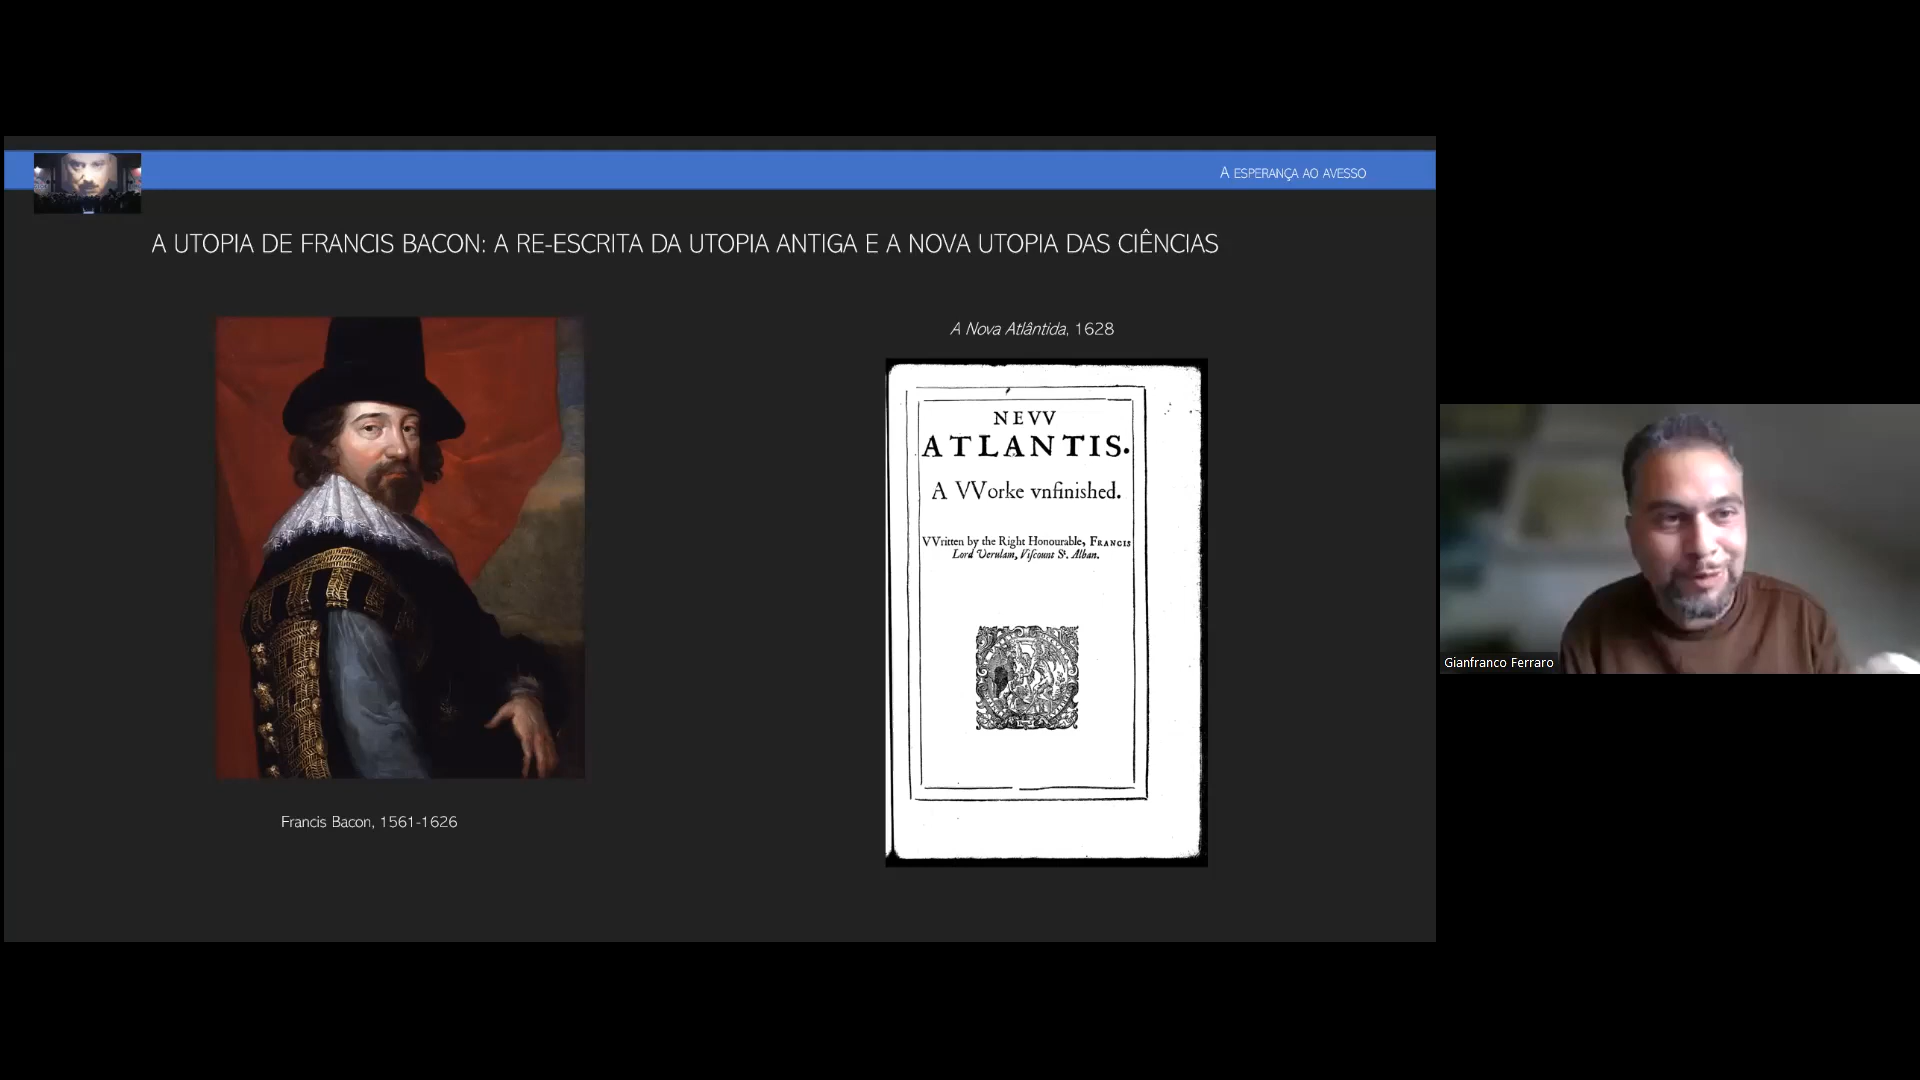 A ESPERANÇA AO AVESSO
A UTOPIA DE FRANCIS BACON: A RE-ESCRITA DA UTOPIA ANTIGA E A NOVA UTOPIA DAS CIÊNCIAS
A Nova Atlântida, 1628
NEVV
ATLANTIS.
A VVorke vnfinished.
VVritten by the Right Honourable, FRANCIS
Lord Verulam, Viſcount St. Alban.
Francis Bacon, 1561-1626
Gianfranco Ferraro